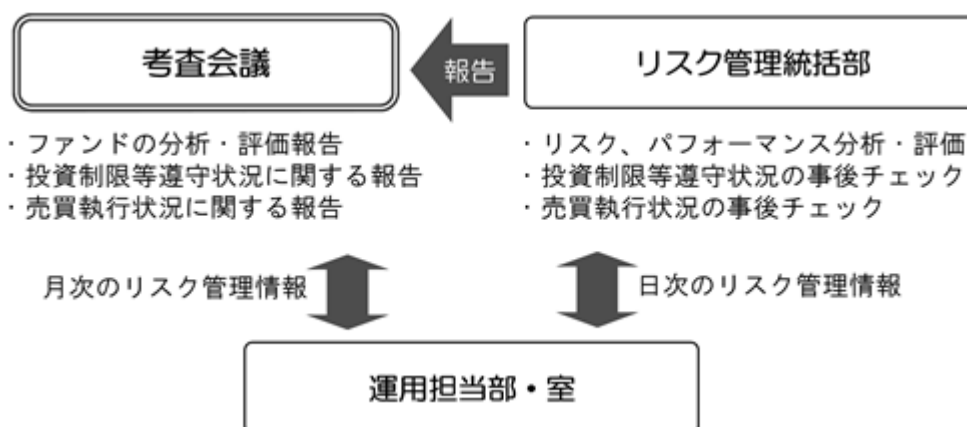 考査会議
報告
リスク管理統括部
・ファンドの分析・評価報告
・投資制限等遵守状況に関する報告
・売買執行状況に関する報告
・リスク、パフォーマンス分析・評価
・投資制限等遵守状況の事後チェック
・売買執行状況の事後チェック
月次のリスク管理情報
日次のリスク管理情報
運用担当部・室